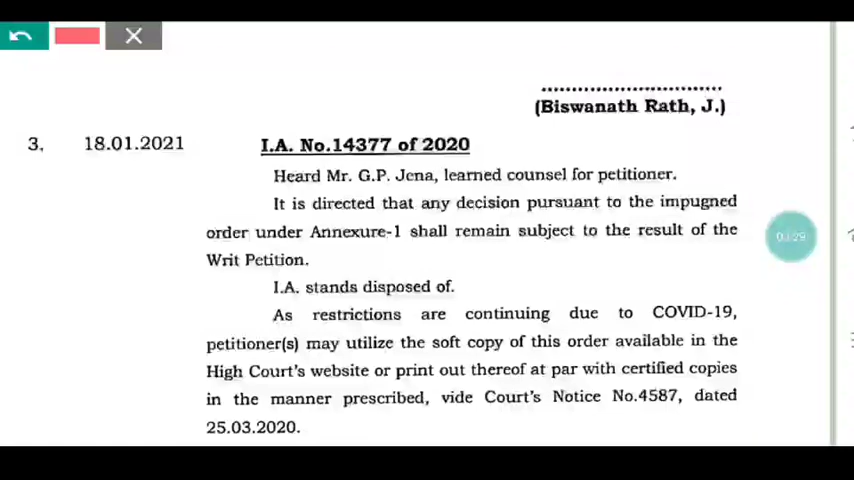 (Biswanath Rath, J.)
3. 18.01.2021 I.A. No.14377 of 2020
Heard Mr. G.P. Jena, learned counsel for petitioner.
It is directed that any decision pursuant to the impugned
order under Annexure-1 shall remain subject to the result of the
Writ Petition.
I.A. stands disposed of.
As restrictions are continuing due to COVID-19,
petitioner(s) may utilize the soft copy of this order available in the
High Court's website or print out thereof at par with certified copies
in the manner prescribed, vide Court's Notice No.4587, dated
25.03.2020.